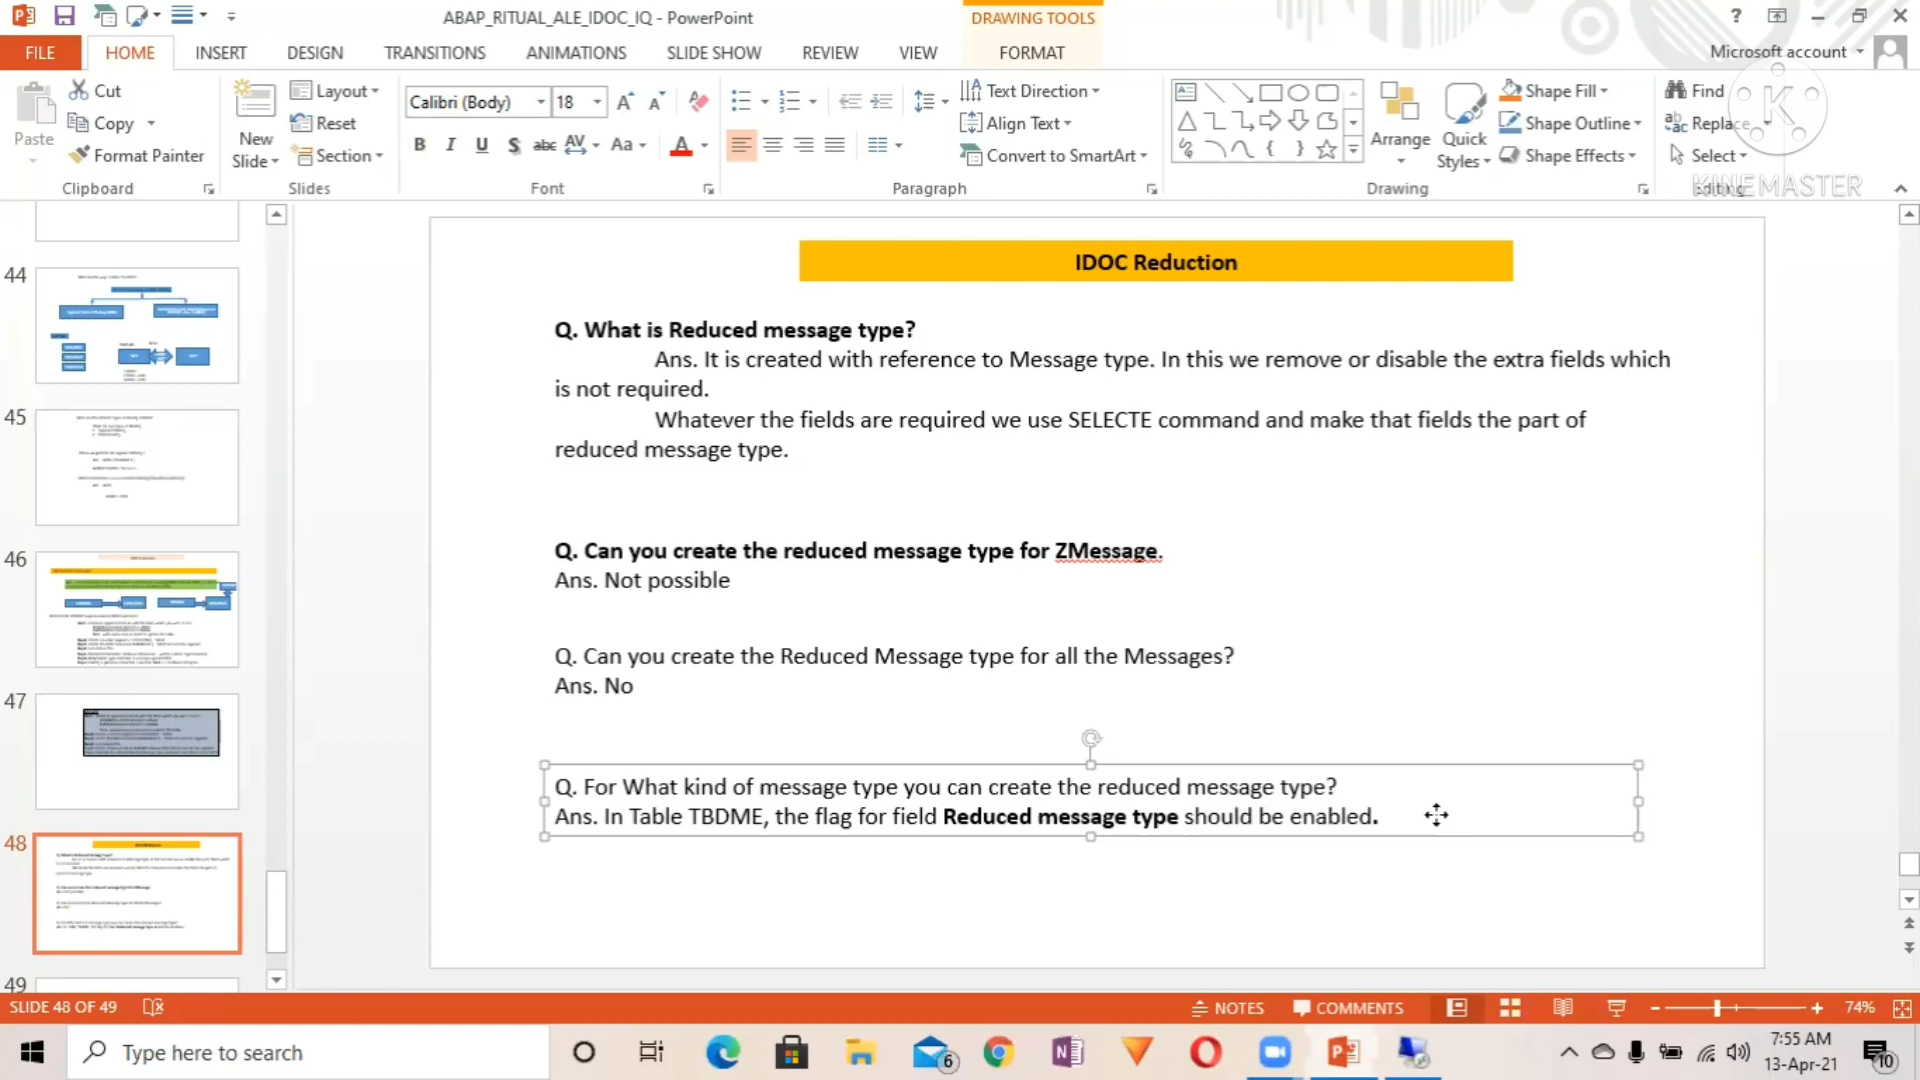 ABAP_RITUAL_ALE_IDOC_IQ - PowerPoint
DRAWING TOOLS
FILE HOME INSERT DESIGN TRANSITIONS ANIMATIONS SLIDE SHOW REVIEW VIEW FORMAT
Microsoft account
Paste
Cut
Copy
Format Painter
Clipboard
New Slide
Layout
Reset
Section
Slides
Calibri (Body) 18
B I U S abc AV Aa A
Font
Text Direction
Align Text
Convert to SmartArt
Paragraph
Arrange
Quick Styles
Shape Fill
Shape Outline
Shape Effects
Drawing
Find
Replace
Select
Editing
K
KINEMASTER
44
45
46
47
48
49
IDOC Reduction
Q. What is Reduced message type?
Ans. It is created with reference to Message type. In this we remove or disable the extra fields which
is not required.
Whatever the fields are required we use SELECTE command and make that fields the part of
reduced message type.
Q. Can you create the reduced message type for ZMessage.
Ans. Not possible
Q. Can you create the Reduced Message type for all the Messages?
Ans. No
Q. For What kind of message type you can create the reduced message type?
Ans. In Table TBDME, the flag for field Reduced message type should be enabled.
SLIDE 48 OF 49
NOTES COMMENTS 74%
Type here to search
6
7:55 AM
13-Apr-21
10